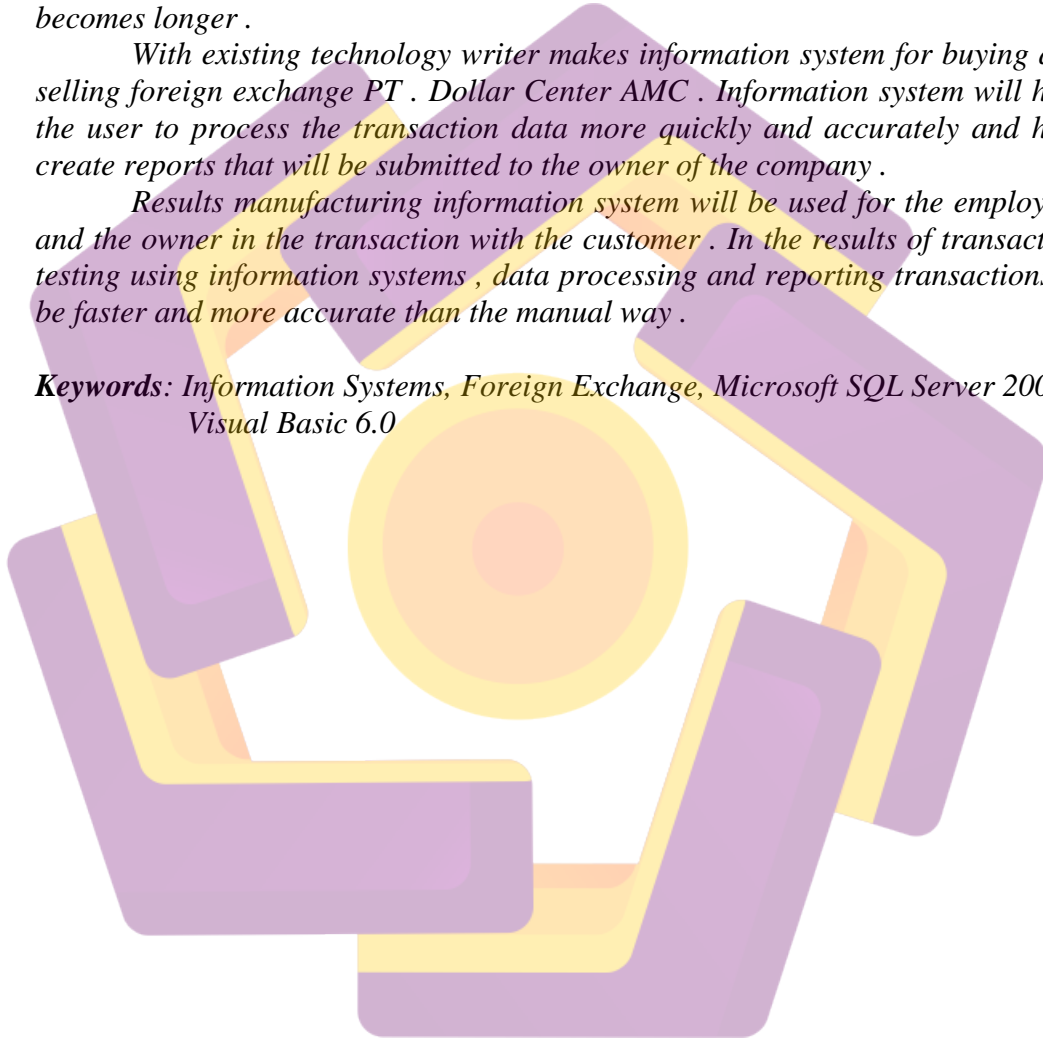 becomes longer .
With existing technology writer makes information system for buying
selling foreign exchange PT . Dollar Center AMC . Information system will
the user to process the transaction data more quickly and accurately and
create reports that will be submitted to the owner of the company .
Results manufacturing information system will be used for the
and the owner in the transaction with the customer . In the results of
testing using information systems , data processing and reporting transactions
be faster and more accurate than the manual way .
Keywords: Information Systems, Foreign Exchange, Microsoft SQL Server
Visual Basic 6.0